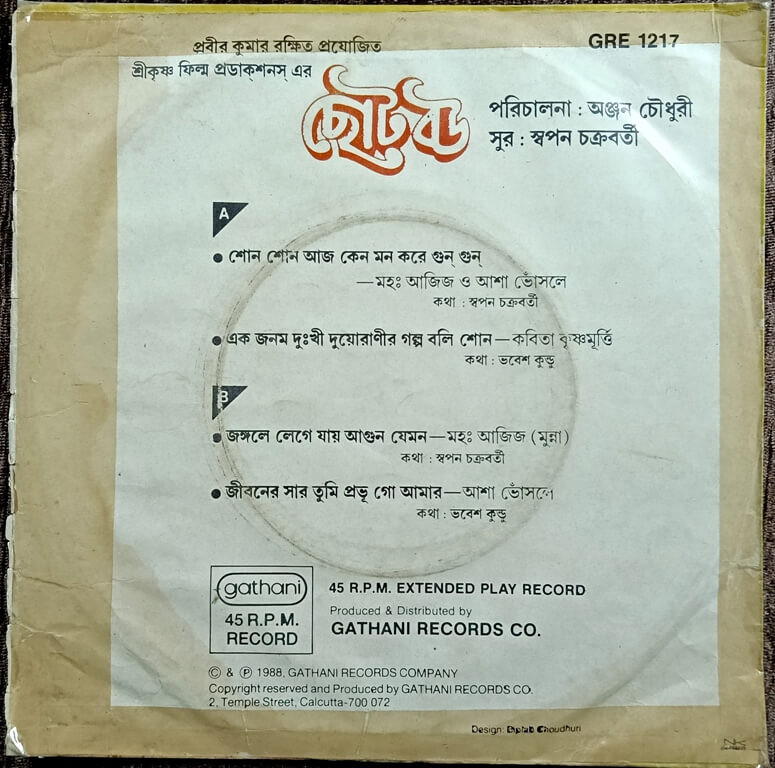 প্রবীর কুমার রক্ষিত প্রযোজিত
GRE 1217
শ্রীকৃষ্ণ ফিল্ম প্রডাক্‌শনস্ এর
ছোট বউ
পরিচালনা : অঞ্জন চৌধুরী
সুর : স্বপন চক্রবর্তী
A
● শোন শোন আজ কেন মন করে গুন্ গুন্
—মহঃ আজিজ ও আশা ভোঁসলে
কথা : স্বপন চক্রবর্তী
● এক জনম দুঃখী দুয়োরাণীর গল্প বলি শোন—কবিতা কৃষ্ণমূর্ত্তি
কথা : ভবেশ কুন্ডু
B
● জঙ্গলে লেগে যায় আগুন যেমন—মহঃ আজিজ (মুন্না)
কথা : স্বপন চক্রবর্তী
● জীবনের সার তুমি প্রভূ গো আমার—আশা ভোঁসলে
কথা : ভবেশ কুন্ডু
gathani
45 R.P.M.
RECORD
45 R.P.M. EXTENDED PLAY RECORD
Produced & Distributed by
GATHANI RECORDS CO.
© & ℗ 1988, GATHANI RECORDS COMPANY
Copyright reserved and Produced by GATHANI RECORDS CO.
2, Temple Street, Calcutta-700 072
Design: Biplab Choudhuri